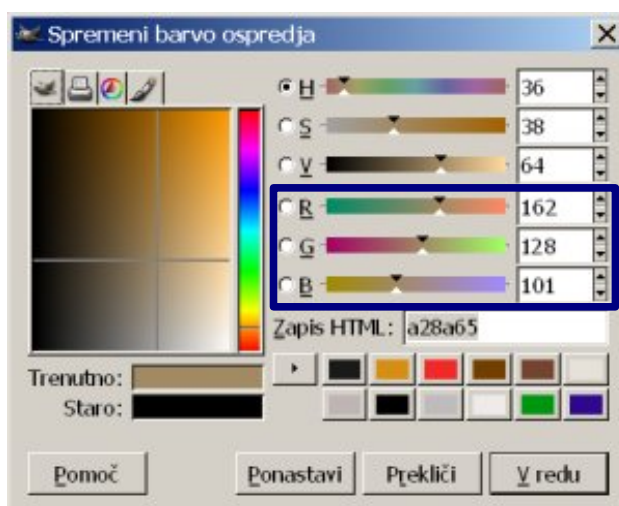 Spremeni barvo ospredja
H 36
S 38
V 64
R 162
G 128
B 101
Zapis HTML: a28a65
Trenutno:
Staro:
Pomoč Ponastavi Prekliči V redu